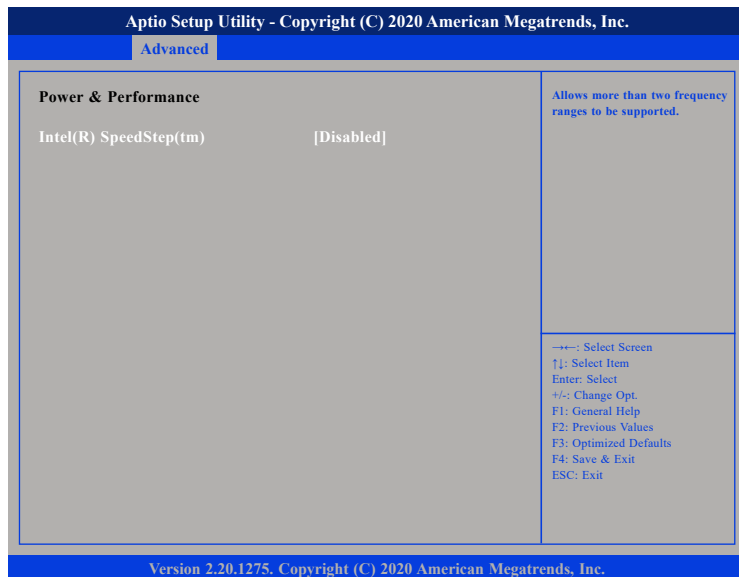 Aptio Setup Utility - Copyright (C) 2020 American Megatrends, Inc.
Advanced
Power & Performance
Intel(R) SpeedStep(tm) [Disabled]
Allows more than two frequency
ranges to be supported.
→←: Select Screen
↑↓: Select Item
Enter: Select
+/-: Change Opt.
F1: General Help
F2: Previous Values
F3: Optimized Defaults
F4: Save & Exit
ESC: Exit
Version 2.20.1275. Copyright (C) 2020 American Megatrends, Inc.